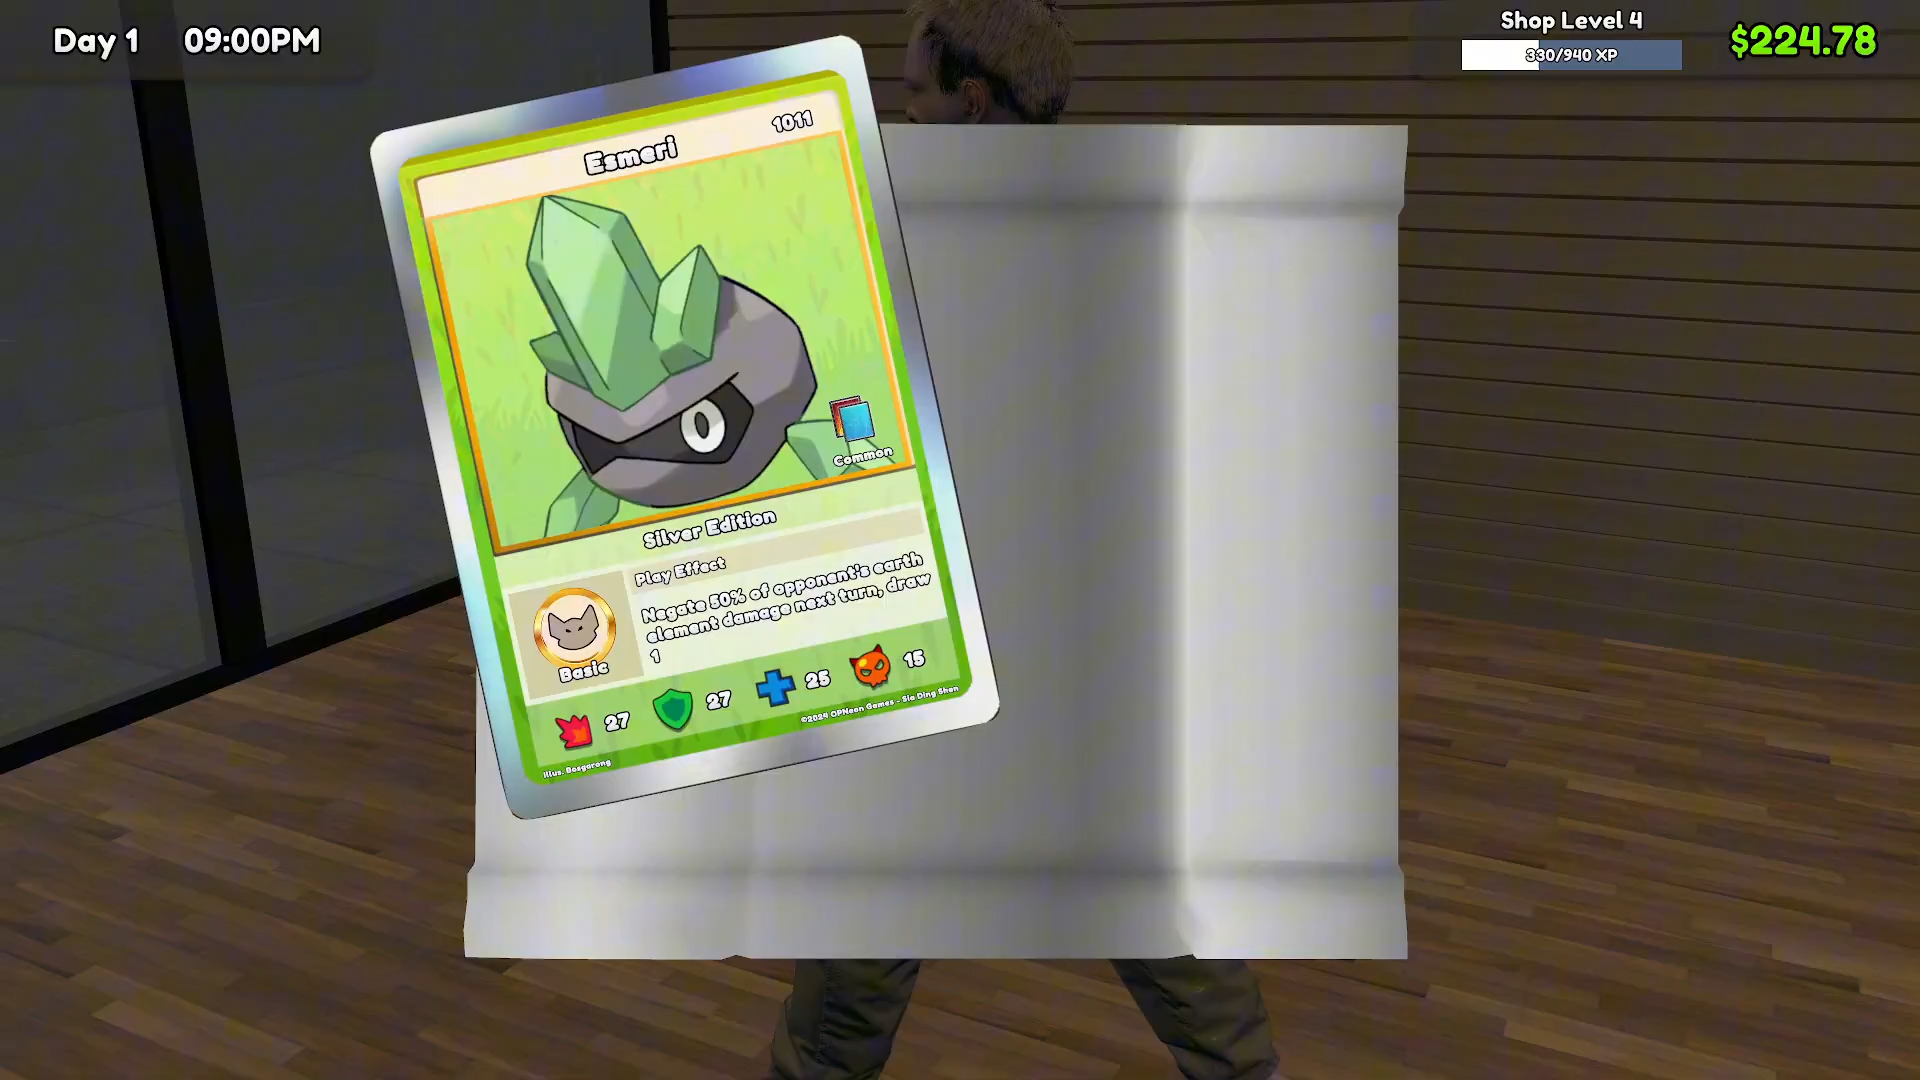 Day 1
09:00PM
Shop Level 4
330/940 XP
$224.78
1011
Esmeri
Common
Silver Edition
Play Effect
Negate 50% of opponent's earth
element damage next turn, draw
1
Basic
27
27
25
15
©2024 OPNeon Games - Sia Ding Shen
Illus. Bosgarong